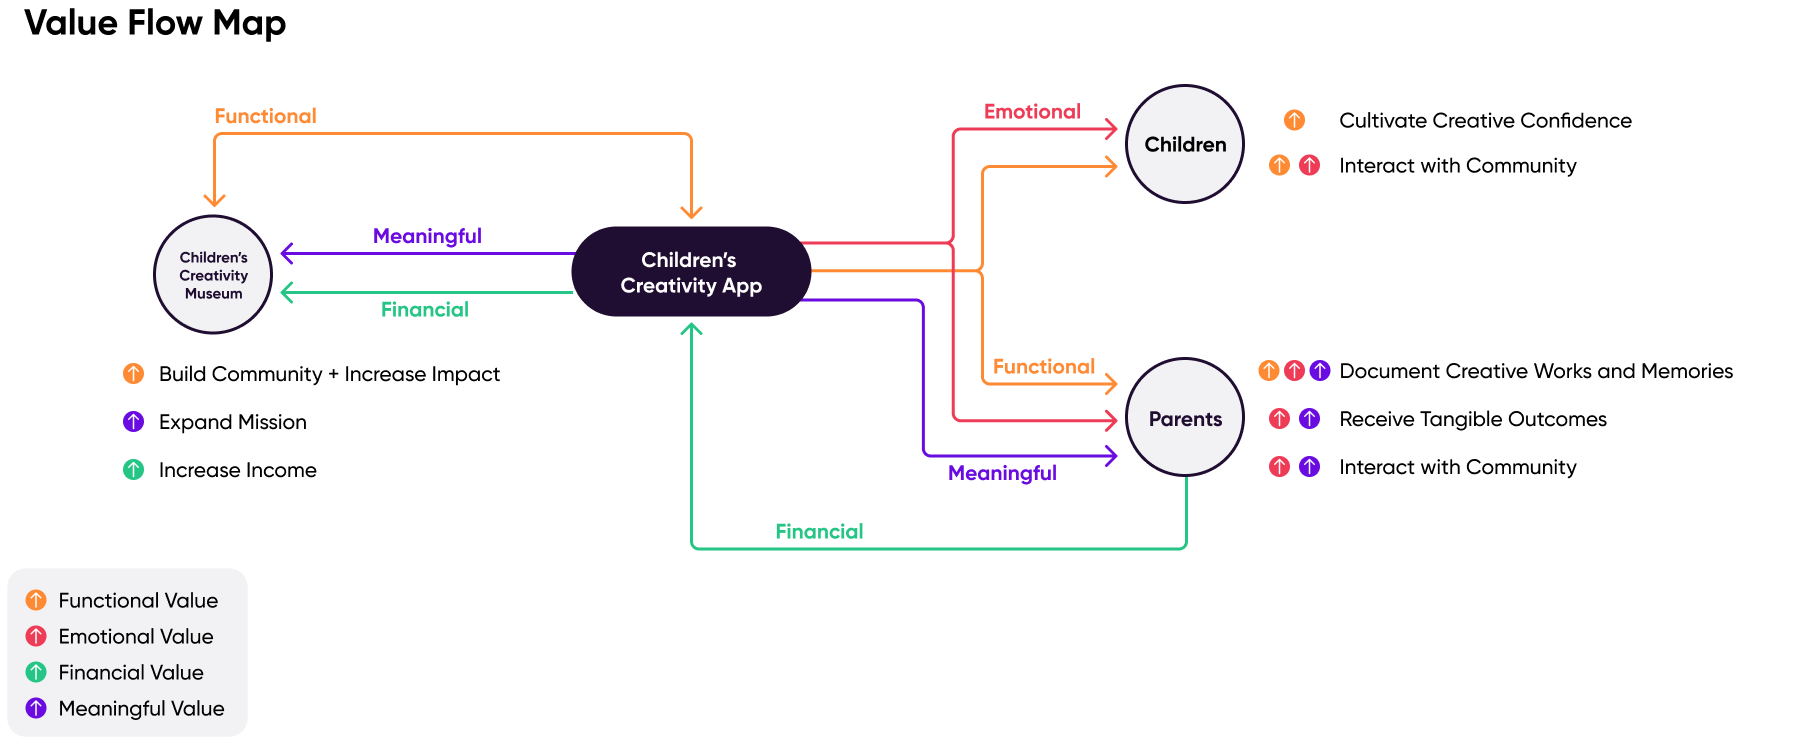 Value Flow Map
Functional
Emotional
Children
Cultivate Creative Confidence
Interact with Community
Meaningful
Children's
Creativity
Museum
Children's
Creativity App
Financial
Build Community + Increase Impact
Expand Mission
Increase Income
Functional
Parents
Document Creative Works and Memories
Receive Tangible Outcomes
Interact with Community
Meaningful
Financial
Functional Value
Emotional Value
Financial Value
Meaningful Value